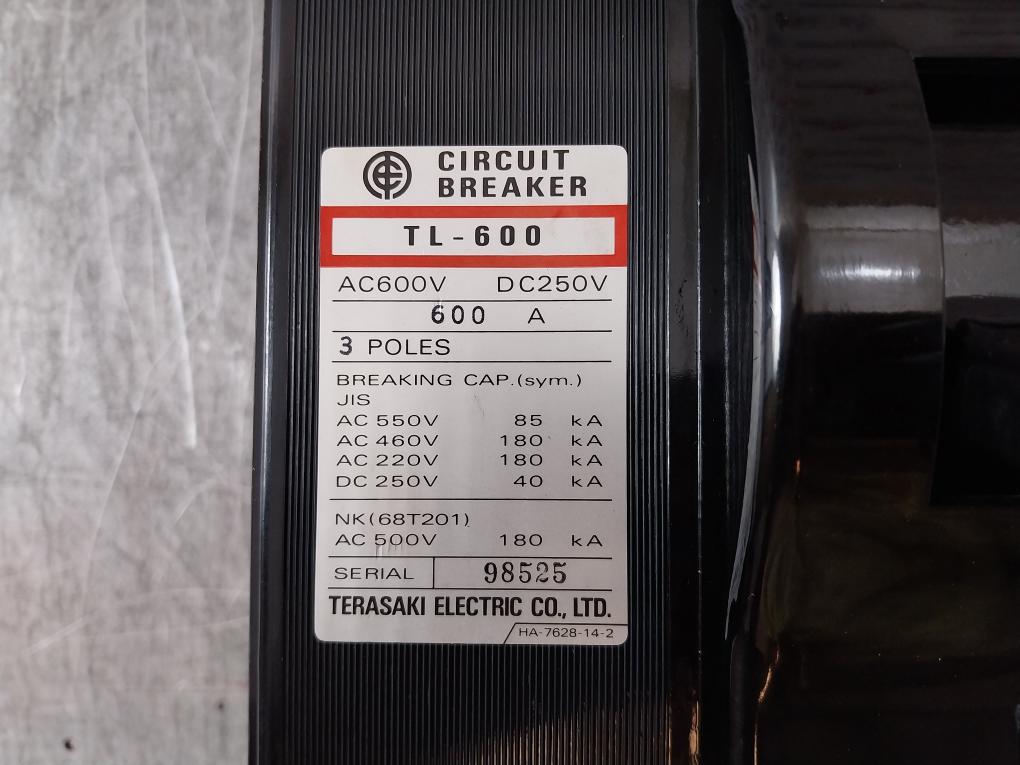 CIRCUIT
BREAKER
TL-600
AC600V DC250V
600 A
3 POLES
BREAKING CAP.(sym.)
JIS
AC 550V 85 kA
AC 460V 180 kA
AC 220V 180 kA
DC 250V 40 kA
NK(68T201)
AC 500V 180 kA
SERIAL 98525
TERASAKI ELECTRIC CO., LTD.
HA-7628-14-2